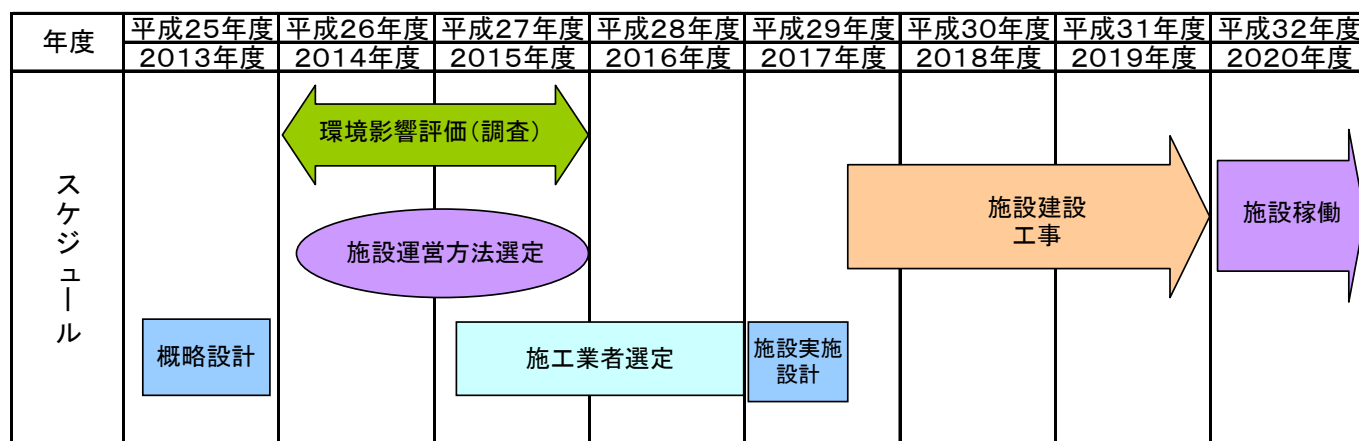 年度
平成25年度 平成26年度 平成27年度 平成28年度 平成29年度 平成30年度 平成31年度 平成32年度
2013年度 2014年度 2015年度 2016年度 2017年度 2018年度 2019年度 2020年度
スケジュール
環境影響評価(調査)
施設運営方法選定
概略設計
施工業者選定
施設実施
設計
施設建設
工事
施設稼働